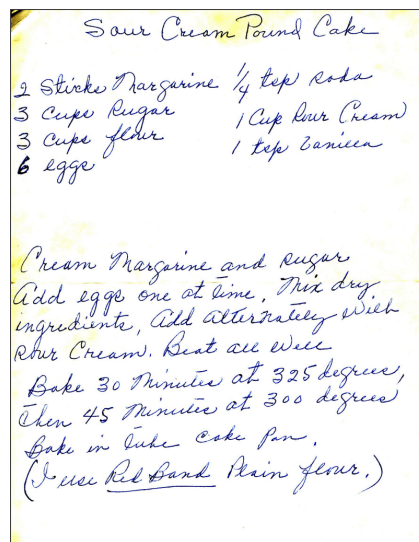 Sour Cream Pound Cake
2 Sticks Margarine 1/4 tsp soda
3 Cups Sugar 1 Cup Sour Cream
3 Cups flour 1 tsp Vanilla
6 eggs
Cream Margarine and sugar
Add eggs one at time, Mix dry
ingredients, Add Alternately with
Sour Cream. Beat all well
Bake 30 Minutes at 325 degrees,
then 45 Minutes at 300 degrees
Bake in tube cake Pan.
(I use Red Band Plain flour.)